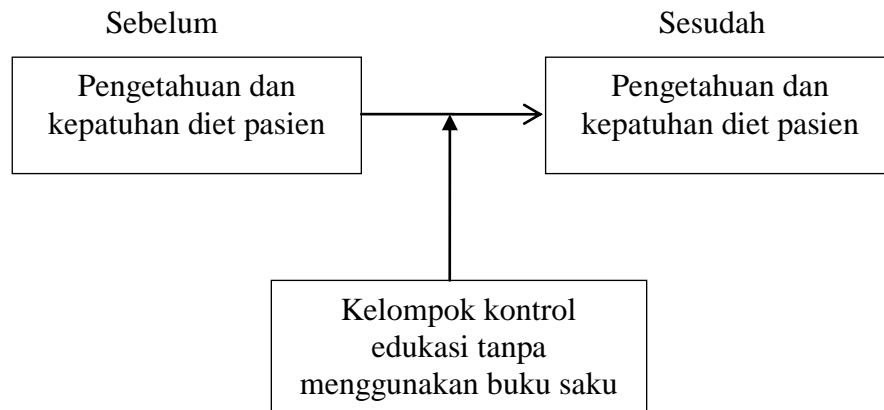 Sebelum
Sesudah
Pengetahuan dan
kepatuhan diet pasien
Pengetahuan dan
kepatuhan diet pasien
Kelompok kontrol
edukasi tanpa
menggunakan buku saku